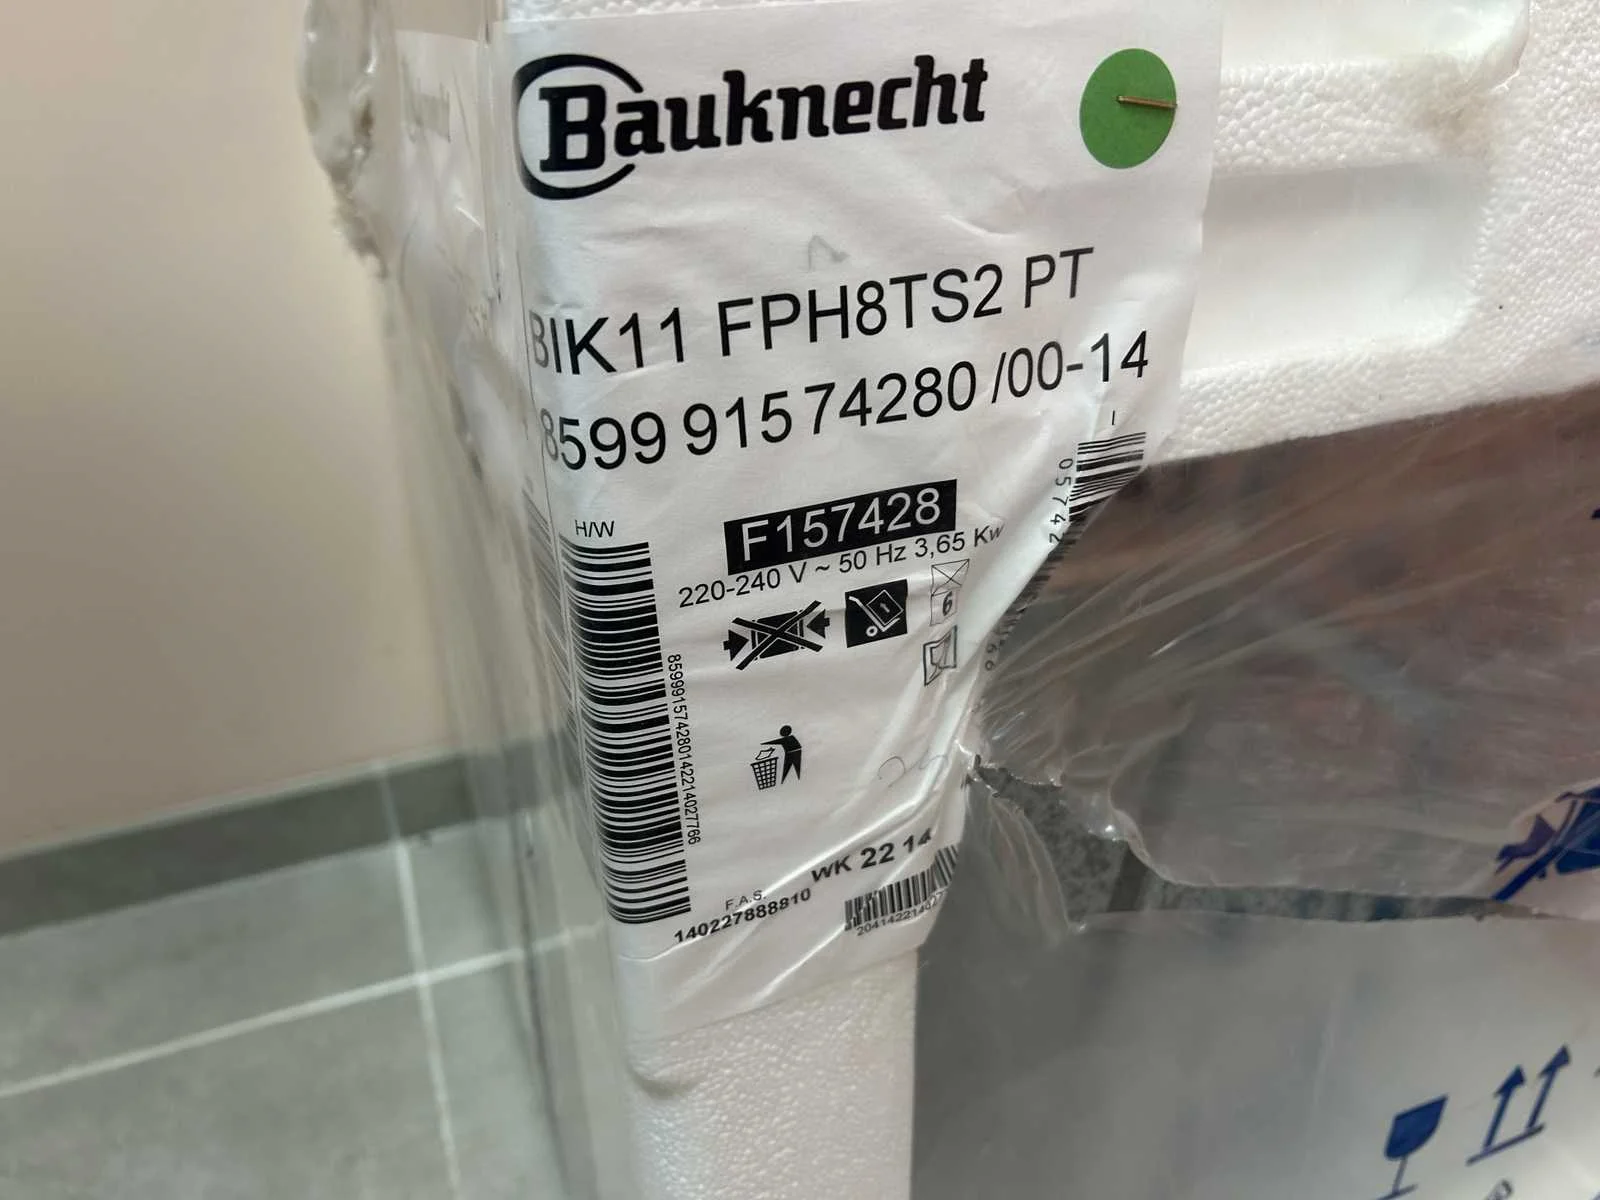 Bauknecht
BIK11 FPH8TS2 PT
8599 915 74280 /00-14
F157428
220-240 V ~ 50 Hz 3,65 Kw
H/W
859991574280142214027766
6
F.A.S.
140227888810
WK 22 14